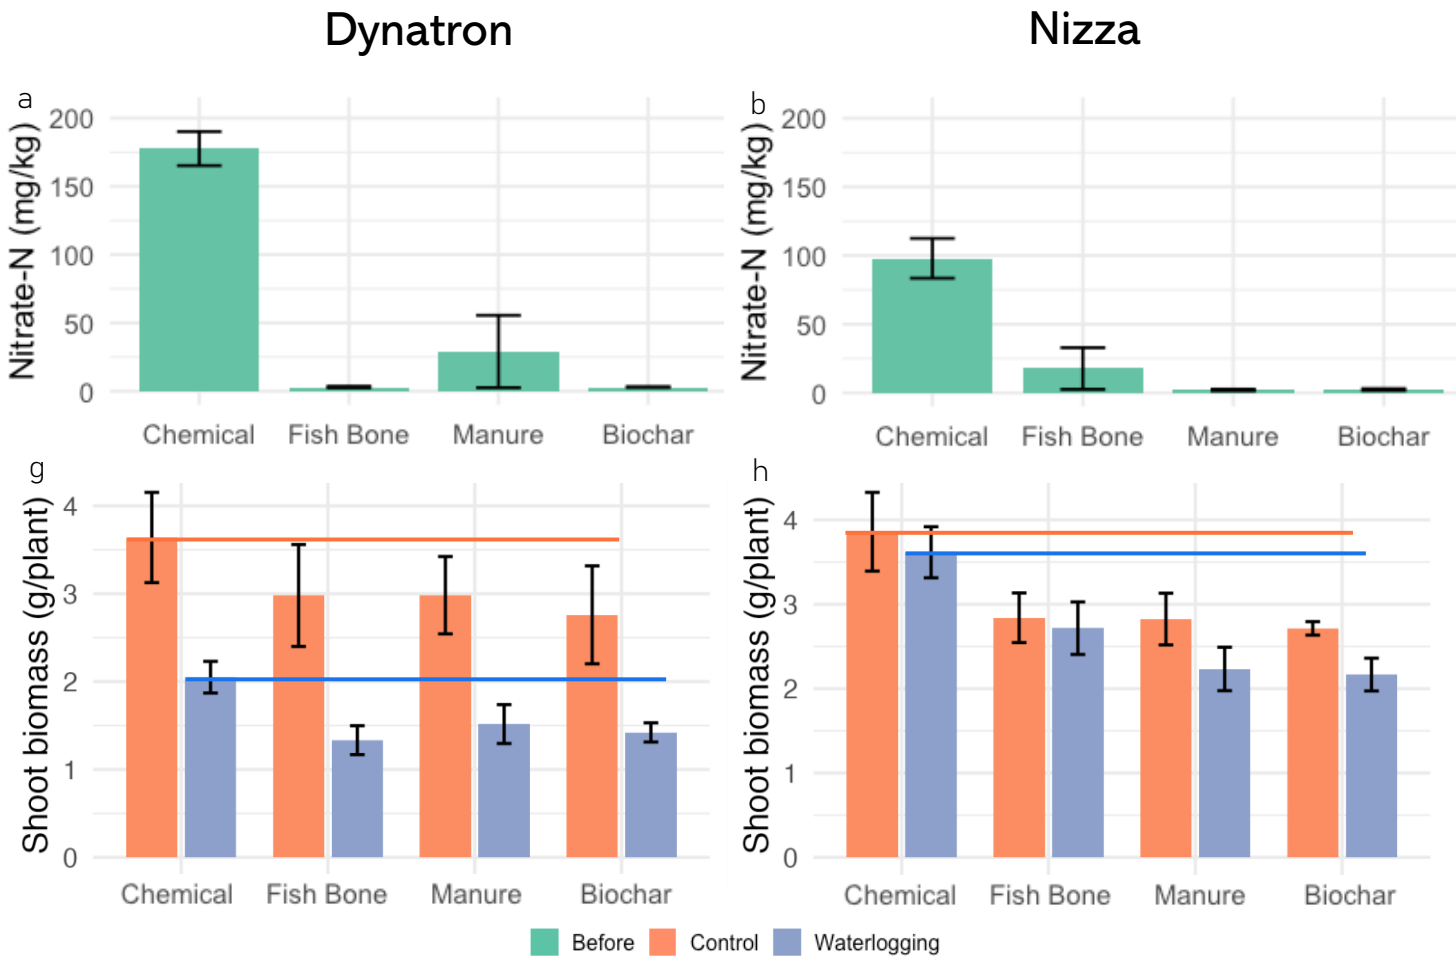 Dynatron
Nizza
a
Nitrate-N (mg/kg)
200
150
100
50
0
Chemical Fish Bone Manure Biochar
b
Nitrate-N (mg/kg)
200
150
100
50
0
Chemical Fish Bone Manure Biochar
g
Shoot biomass (g/plant)
4
3
2
1
0
Chemical Fish Bone Manure Biochar
h
Shoot biomass (g/plant)
4
3
2
1
0
Chemical Fish Bone Manure Biochar
Before Control Waterlogging